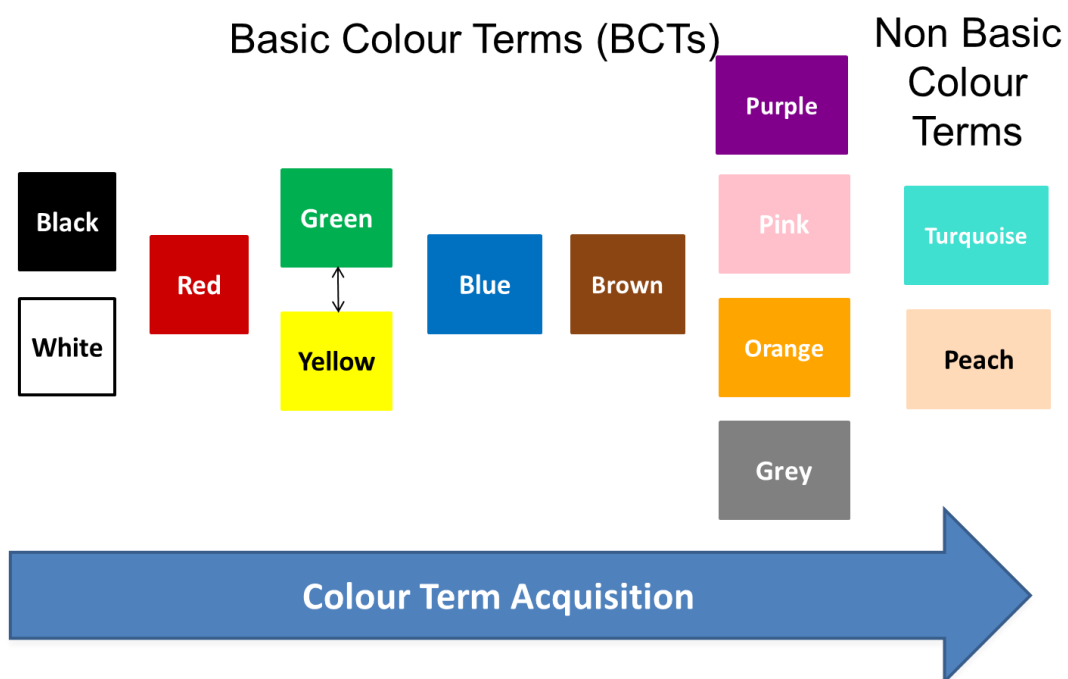 Basic Colour Terms (BCTs)
Non Basic
Colour
Terms
Black
White
Red
Green
Yellow
Blue
Brown
Purple
Pink
Orange
Grey
Turquoise
Peach
Colour Term Acquisition